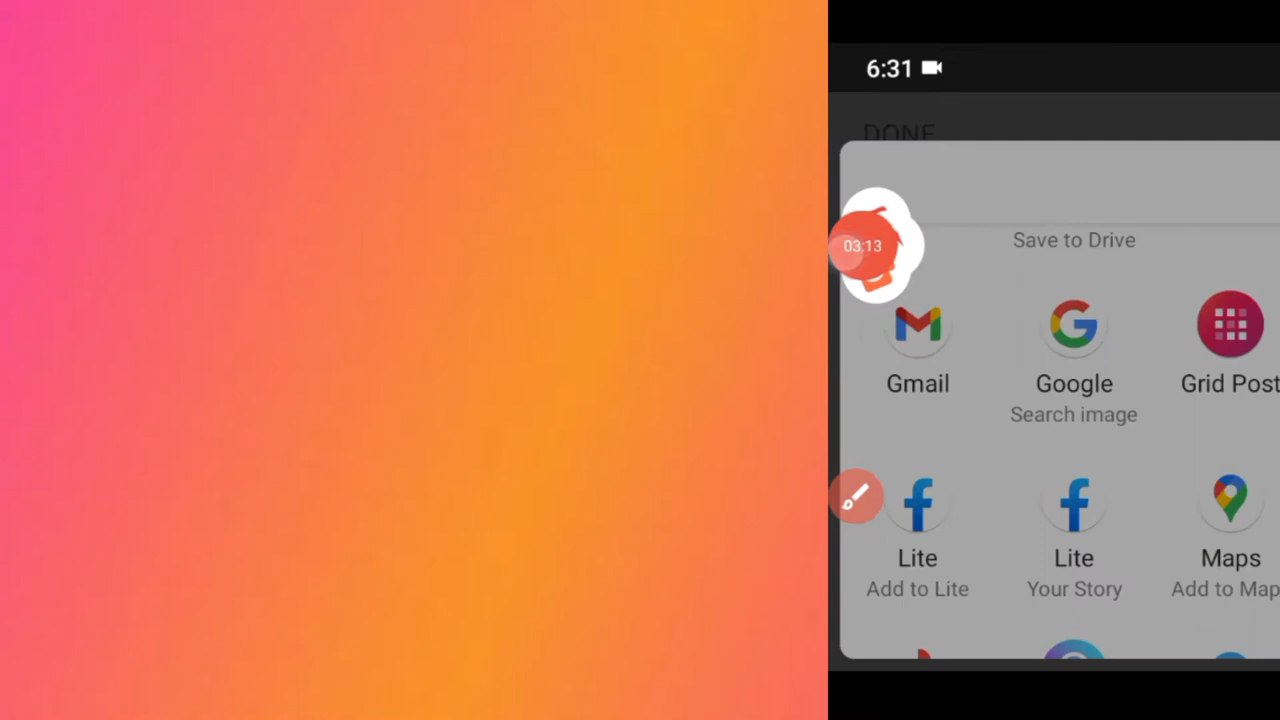 6:31
DONE
Save to Drive
03:13
Gmail
Google
Grid Post
Search image
Lite
Lite
Maps
Add to Lite
Your Story
Add to Map